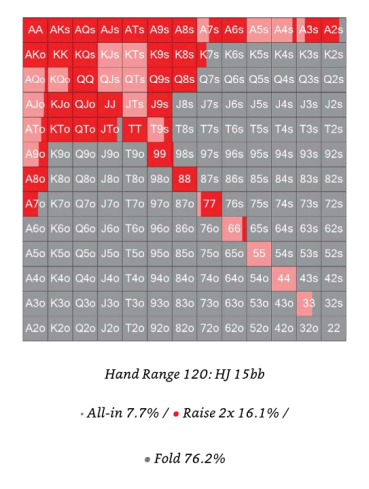 AA AKs AQs AJs ATs A9s A8s A7s A6s A5s A4s A3s A2s
AKo KK KQs KJs KTs K9s K8s K7s K6s K5s K4s K3s K2s
AQo KQo QQ QJs QTs Q9s Q8s Q7s Q6s Q5s Q4s Q3s Q2s
AJo KJo QJo JJ JTs J9s J8s J7s J6s J5s J4s J3s J2s
ATo KTo QTo JTo TT T9s T8s T7s T6s T5s T4s T3s T2s
A9o K9o Q9o J9o T9o 99 98s 97s 96s 95s 94s 93s 92s
A8o K8o Q8o J8o T8o 98o 88 87s 86s 85s 84s 83s 82s
A7o K7o Q7o J7o T7o 97o 87o 77 76s 75s 74s 73s 72s
A6o K6o Q6o J6o T6o 96o 86o 76o 66 65s 64s 63s 62s
A5o K5o Q5o J5o T5o 95o 85o 75o 65o 55 54s 53s 52s
A4o K4o Q4o J4o T4o 94o 84o 74o 64o 54o 44 43s 42s
A3o K3o Q3o J3o T3o 93o 83o 73o 63o 53o 43o 33 32s
A2o K2o Q2o J2o T2o 92o 82o 72o 62o 52o 42o 32o 22
Hand Range 120: HJ 15bb
• All-in 7.7% / • Raise 2x 16.1% /
• Fold 76.2%